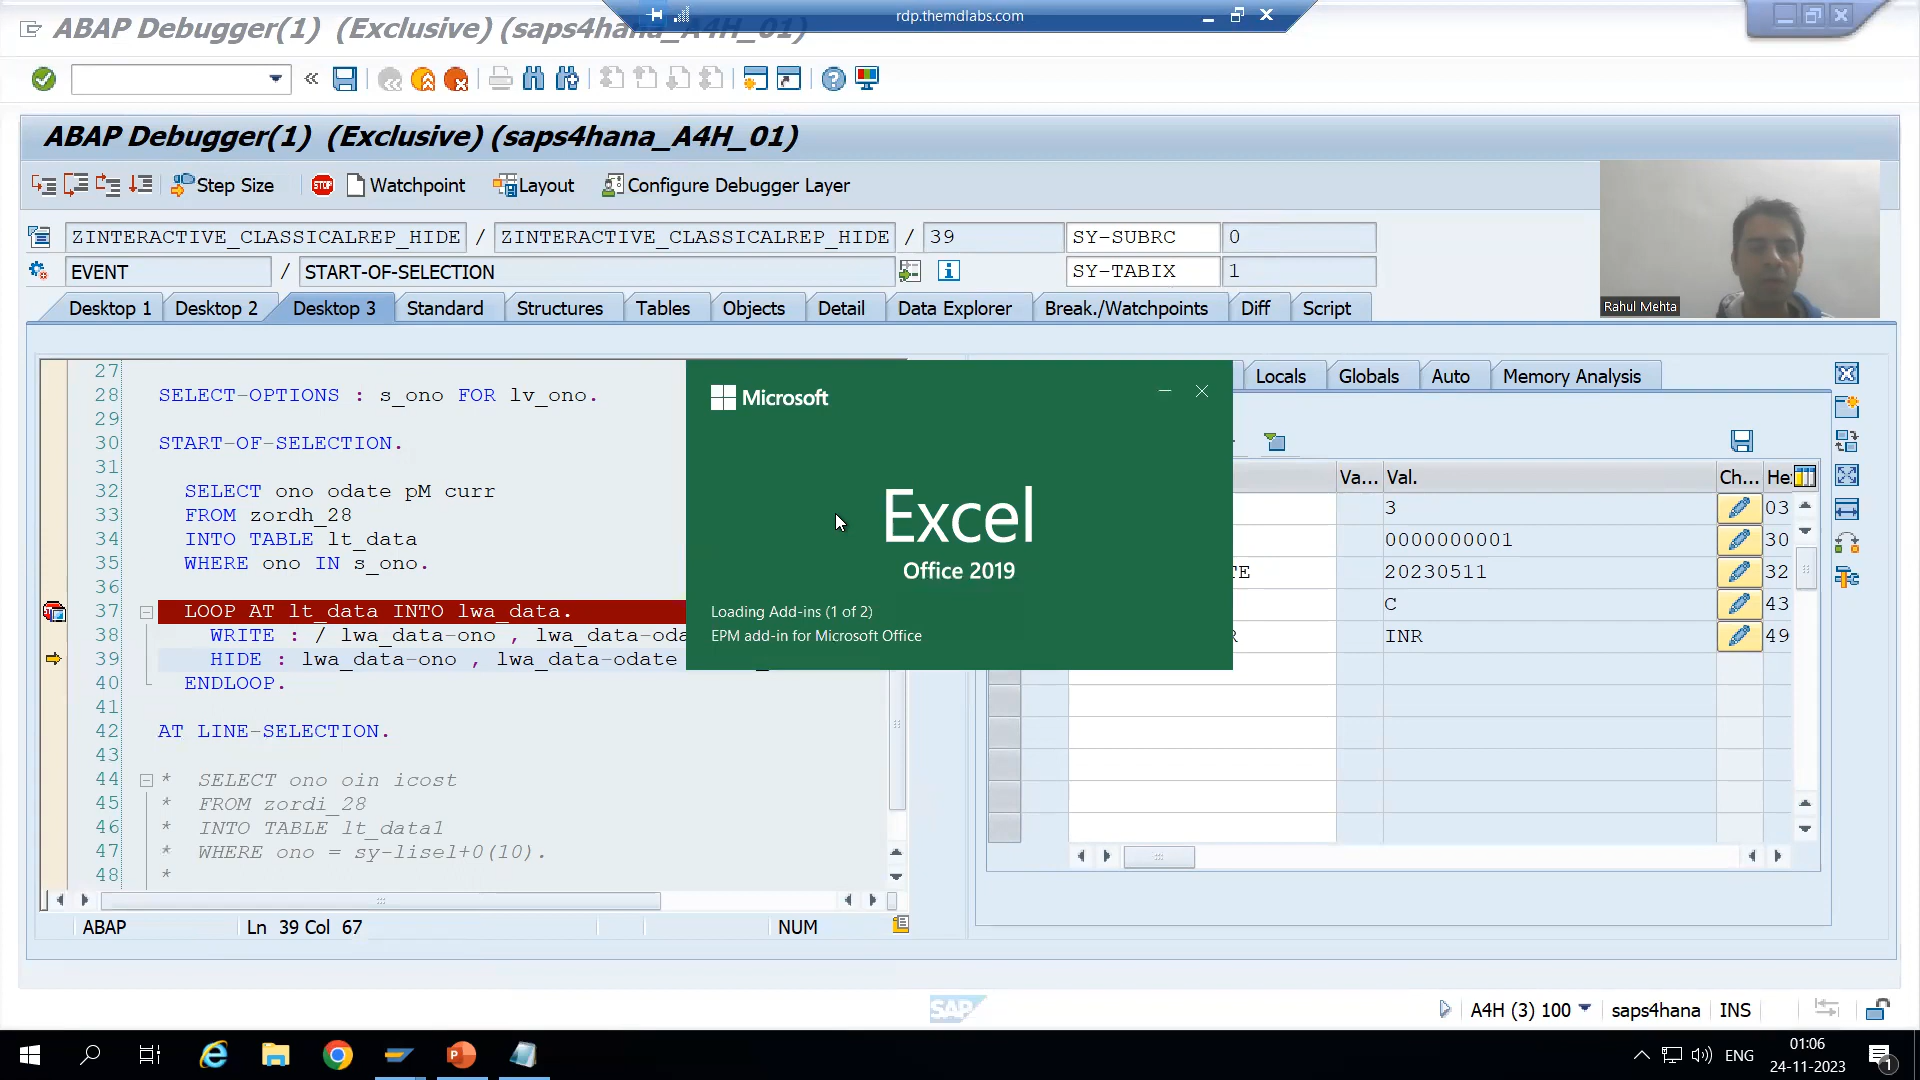 rdp.themdlabs.com
ABAP Debugger(1) (Exclusive) (saps4hana_A4H_01)
ABAP Debugger(1) (Exclusive) (saps4hana_A4H_01)
Step Size STOP Watchpoint Layout Configure Debugger Layer
ZINTERACTIVE_CLASSICALREP_HIDE / ZINTERACTIVE_CLASSICALREP_HIDE / 39 SY-SUBRC 0
EVENT / START-OF-SELECTION SY-TABIX 1
Rahul Mehta
Desktop 1 Desktop 2 Desktop 3 Standard Structures Tables Objects Detail Data Explorer Break./Watchpoints Diff Script
Locals Globals Auto Memory Analysis
27
28 SELECT-OPTIONS : s_ono FOR lv_ono.
29
30 START-OF-SELECTION.
31
32 SELECT ono odate pM curr
33 FROM zordh_28
34 INTO TABLE lt_data
35 WHERE ono IN s_ono.
36
37 LOOP AT lt_data INTO lwa_data.
38 WRITE : / lwa_data-ono , lwa_data-oda
39 HIDE : lwa_data-ono , lwa_data-odate
40 ENDLOOP.
41
42 AT LINE-SELECTION.
43
44 * SELECT ono oin icost
45 * FROM zordi_28
46 * INTO TABLE lt_data1
47 * WHERE ono = sy-lisel+0(10).
48 *
Microsoft
Excel
Office 2019
Loading Add-ins (1 of 2)
EPM add-in for Microsoft Office
Va... Val. Ch... He
3 03
0000000001 30
TE 20230511 32
C 43
R INR 49
ABAP Ln 39 Col 67 NUM
SAP A4H (3) 100 saps4hana INS
ENG 01:06
24-11-2023
1